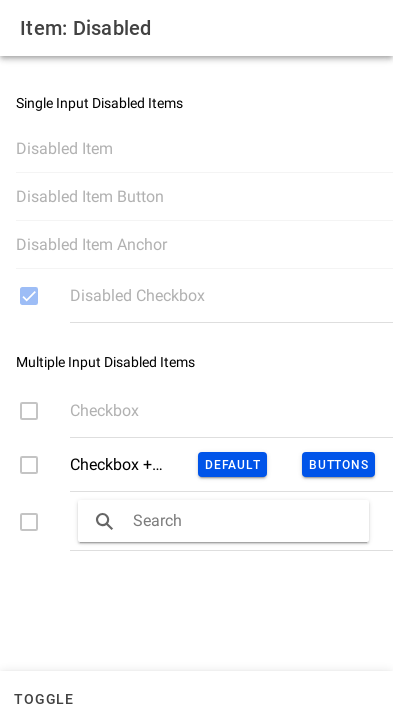 Item: Disabled
Single Input Disabled Items
Disabled Item
Disabled Item Button
Disabled Item Anchor
Disabled Checkbox
Multiple Input Disabled Items
Checkbox
Checkbox +... DEFAULT BUTTONS
Search
TOGGLE